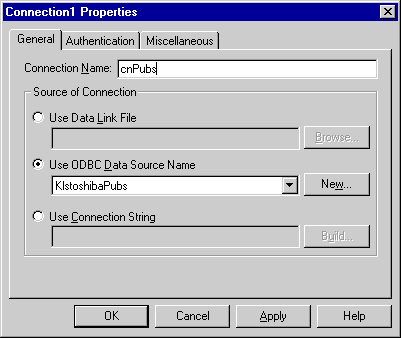 Connection1 Properties
General Authentication Miscellaneous
Connection Name: cnPubs
Source of Connection
Use Data Link File
Browse...
Use ODBC Data Source Name
KlstoshibaPubs New...
Use Connection String
Build...
OK Cancel Apply Help